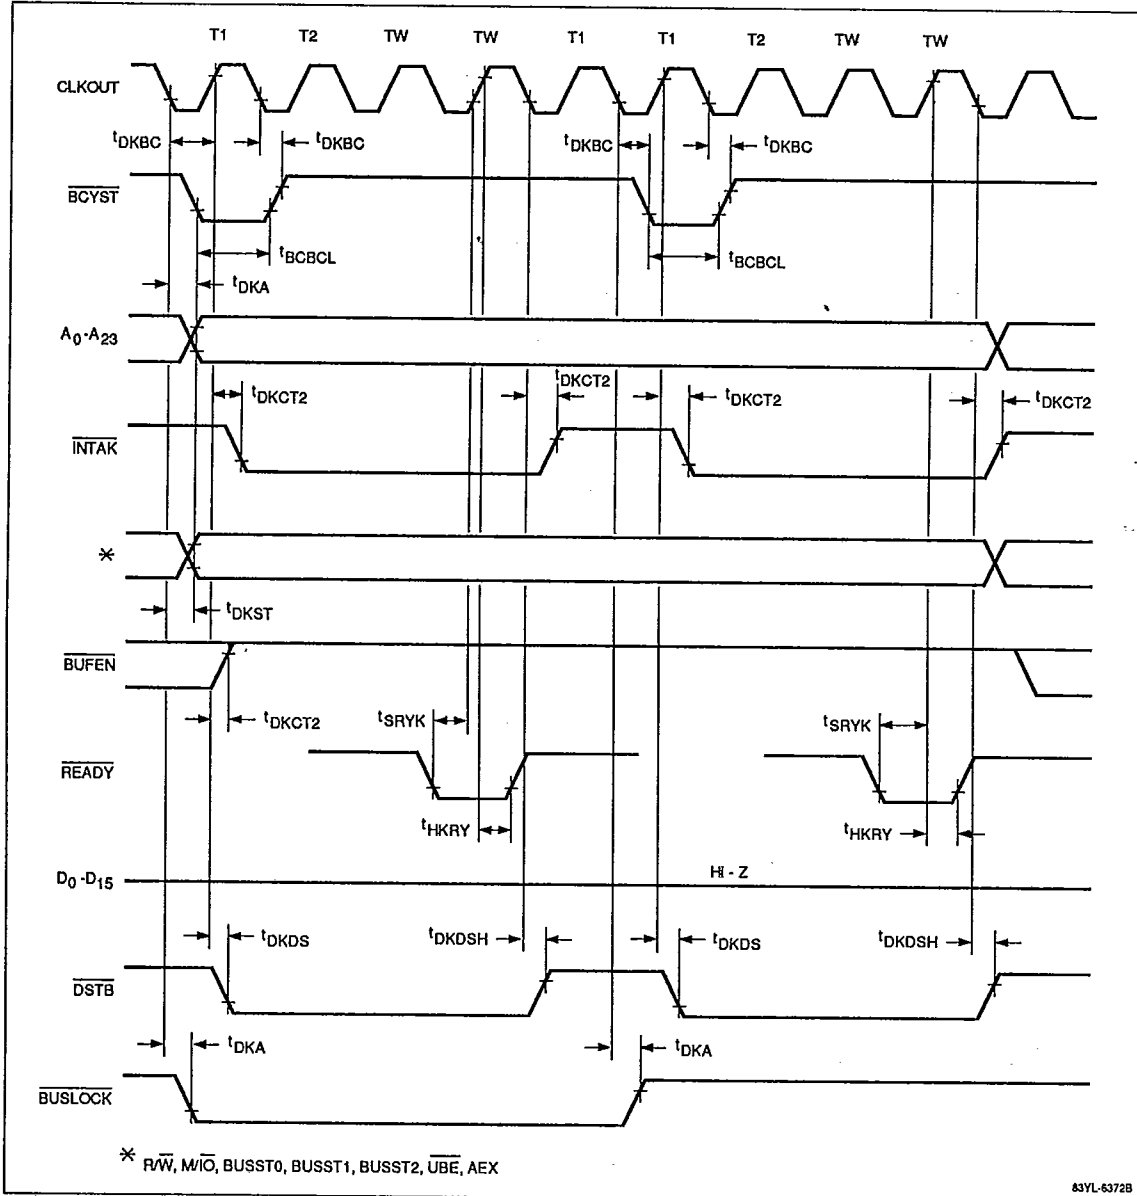 T1 T2 TW TW T1 T1 T2 TW TW
CLKOUT
tDKBC tDKBC tDKBC tDKBC
BCYST
tBCBCL tBCBCL
tDKA
A0-A23
tDKCT2 tDKCT2 tDKCT2 tDKCT2
INTAK
*
tDKST
BUFEN
tDKCT2 tSRYK tSRYK
READY
tHKRY tHKRY
D0-D15 HI - Z
tDKDS tDKDSH tDKDS tDKDSH
DSTB
tDKA tDKA
BUSLOCK
* R/W, M/IO, BUSST0, BUSST1, BUSST2, UBE, AEX
83YL-6372B